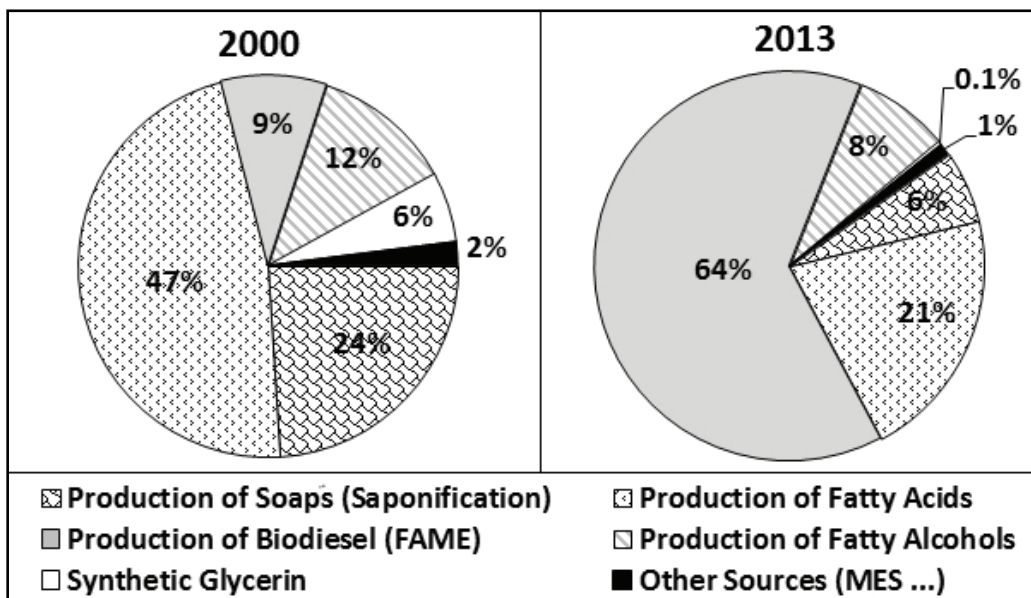 2000
9%
12%
6%
2%
47%
24%
2013
0.1%
1%
8%
6%
64%
21%
Production of Soaps (Saponification)
Production of Fatty Acids
Production of Biodiesel (FAME)
Production of Fatty Alcohols
Synthetic Glycerin
Other Sources (MES ...)